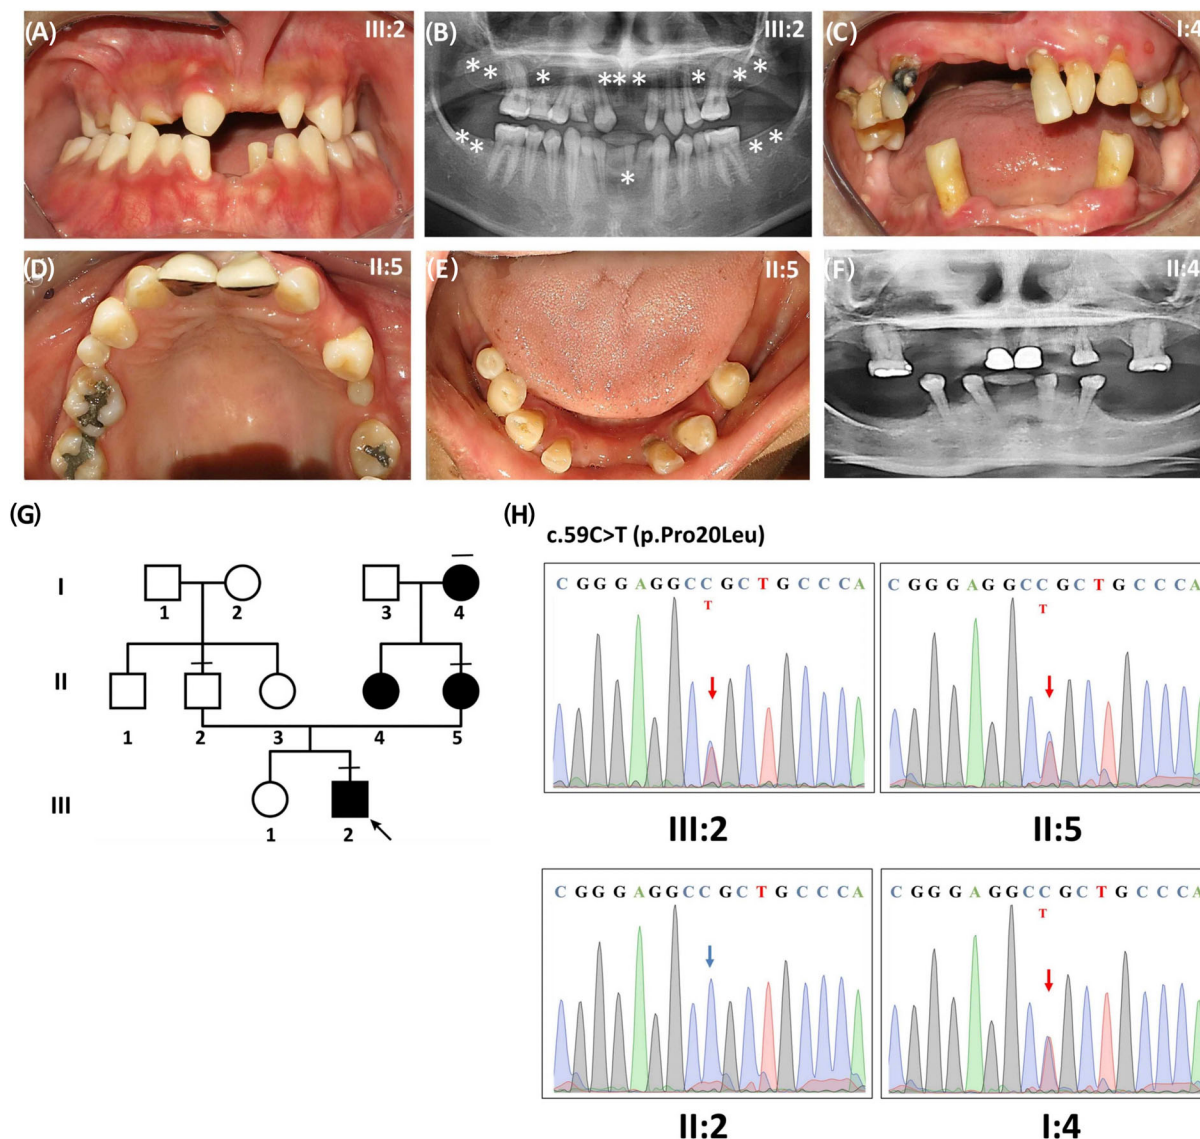 (A) III:2
(B) III:2
(C) I:4
* * * * * * * * *
* * * * *
(D) II:5
(E) II:5
(F) II:4
(G)
I
1 2 3 4
II
1 2 3 4 5
III
1 2
(H)
c.59C>T (p.Pro20Leu)
C G G G A G G C C G C T G C C C A
T
III:2
C G G G A G G C C G C T G C C C A
T
II:5
C G G G A G G C C G C T G C C C A
II:2
C G G G A G G C C G C T G C C C A
T
I:4